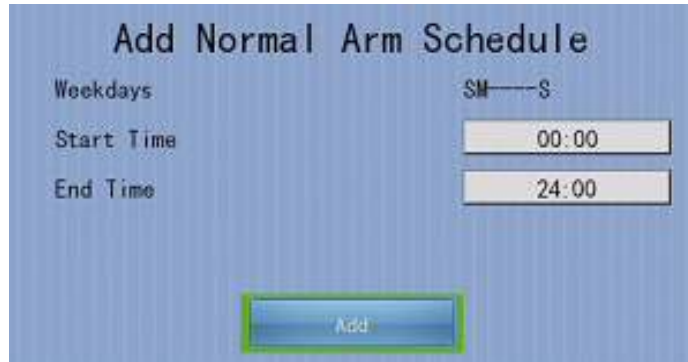 Add Normal Arm Schedule
Weekdays SM----S
Start Time 00:00
End Time 24:00
Add